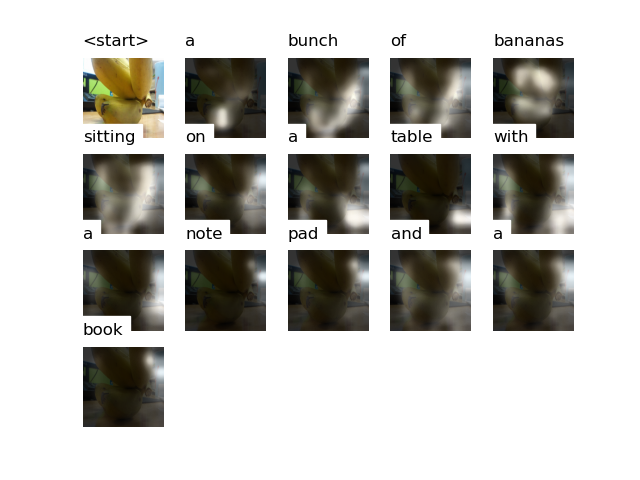 <start> a bunch of bananas
sitting on a table with
a note pad and a
book